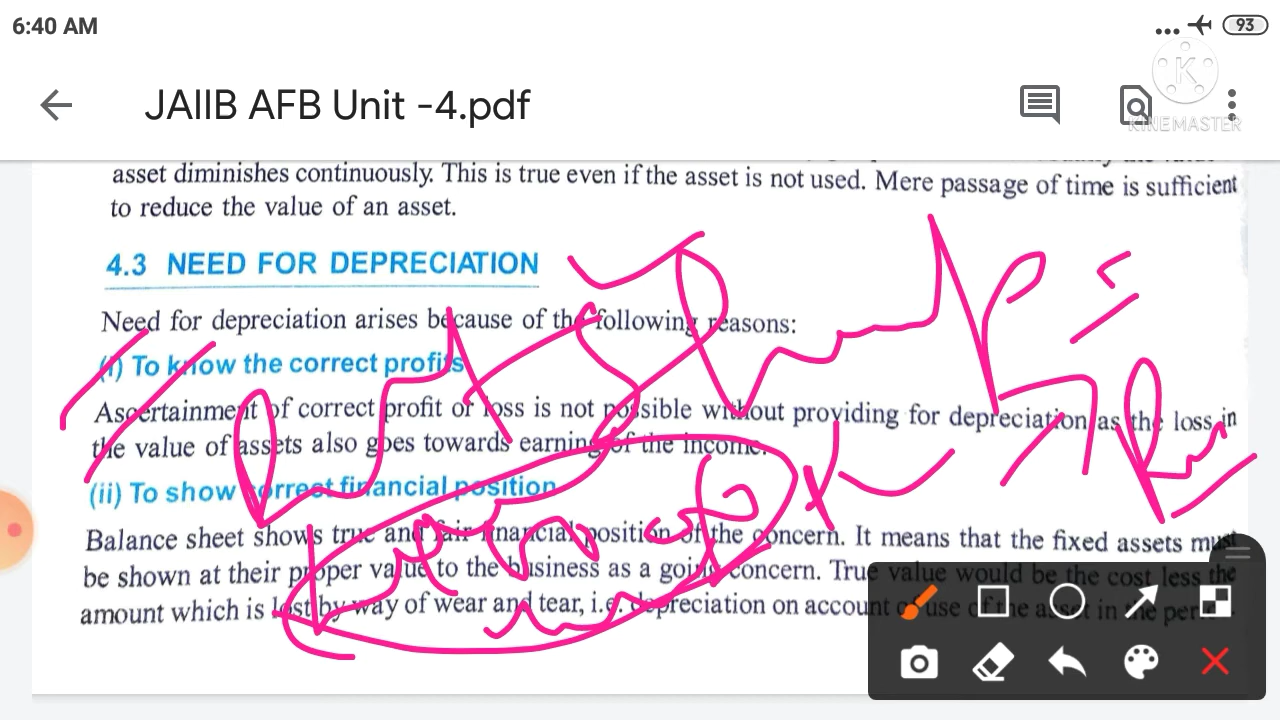 6:40 AM
93
JAIIB AFB Unit -4.pdf
K
KINEMASTER
asset diminishes continuously. This is true even if the asset is not used. Mere passage of time is sufficient
to reduce the value of an asset.
4.3 NEED FOR DEPRECIATION
Need for depreciation arises because of the following reasons:
(i) To know the correct profits
Ascertainment of correct profit or loss is not possible without providing for depreciation as the loss in
the value of assets also goes towards earning of the income.
(ii) To show correct financial position
Balance sheet shows true and fair financial position of the concern. It means that the fixed assets must
be shown at their proper value to the business as a going concern. True value would be the cost less the
amount which is lost by way of wear and tear, i.e. depreciation on account of use of the asset in the